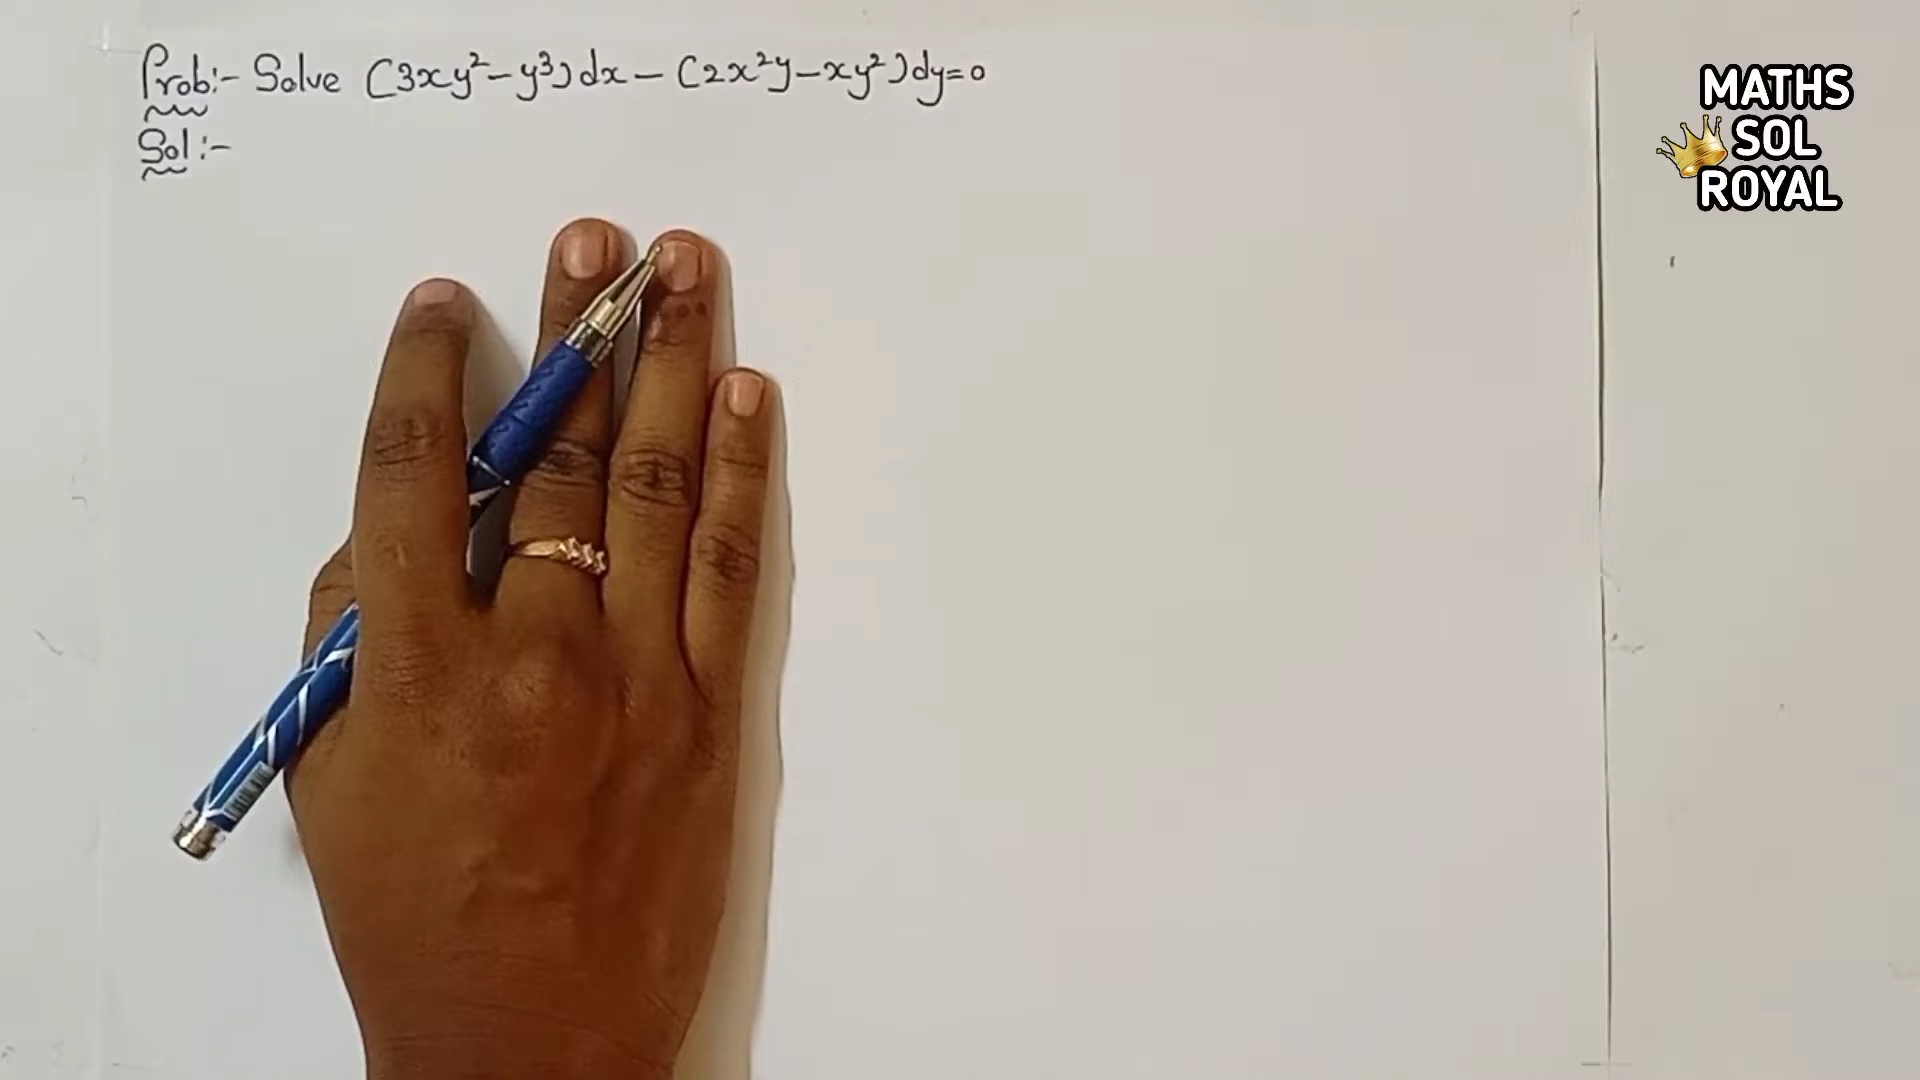 Prob:- Solve (3xy²-y³)dx-(2x²y-xy²)dy=0
Sol:-
MATHS
SOL
ROYAL